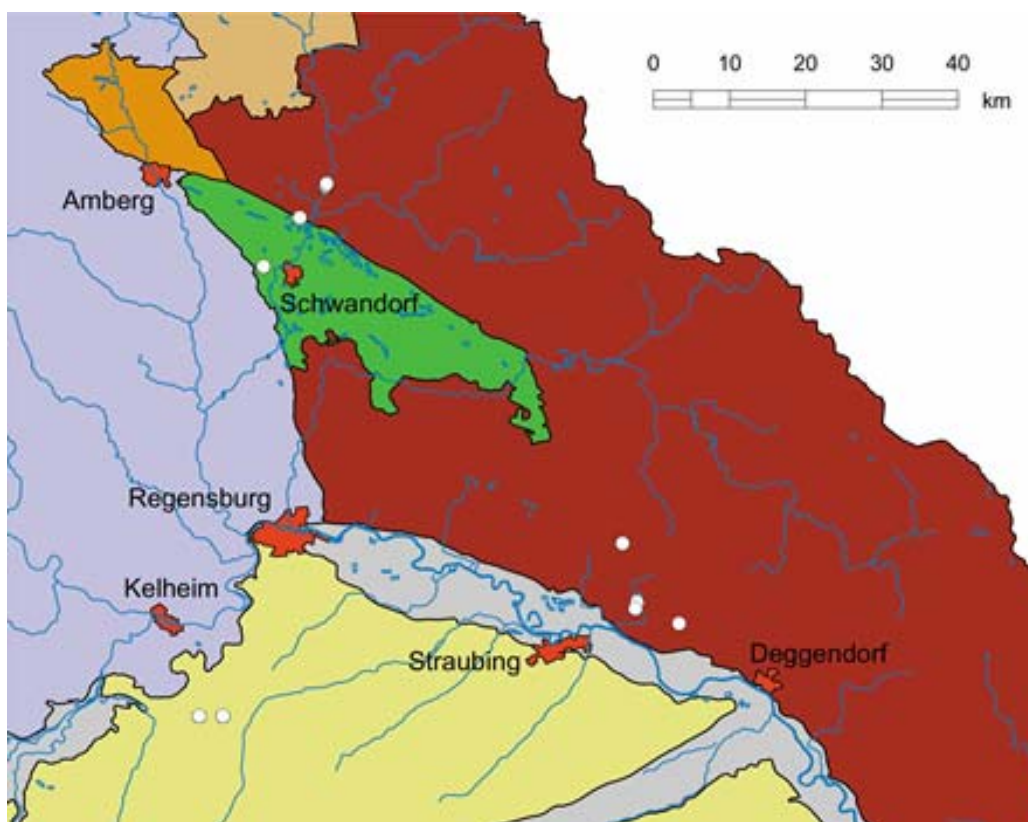 0 10 20 30 40
km
Amberg
Schwandorf
Regensburg
Kelheim
Straubing
Deggendorf